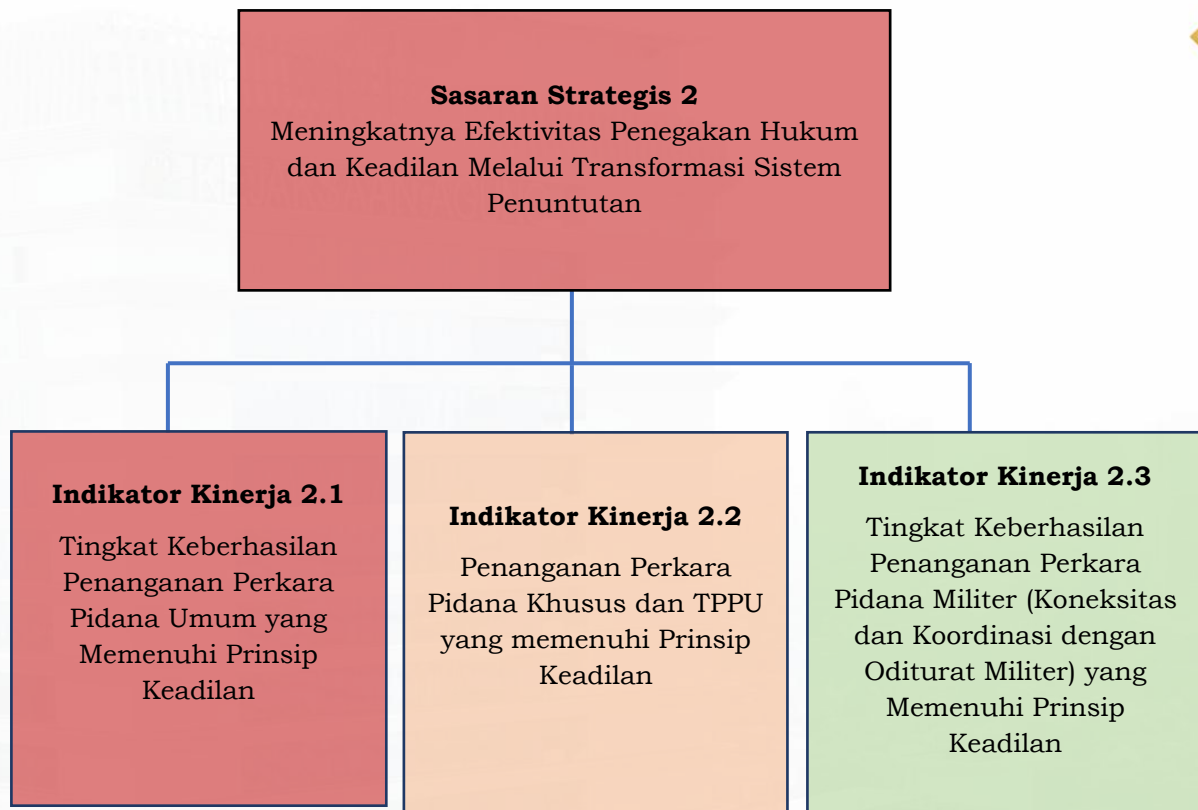 Sasaran Strategis 2
Meningkatnya Efektivitas Penegakan Hukum
dan Keadilan Melalui Transformasi Sistem
Penuntutan
Indikator Kinerja 2.1
Tingkat Keberhasilan
Penanganan Perkara
Pidana Umum yang
Memenuhi Prinsip
Keadilan
Indikator Kinerja 2.2
Penanganan Perkara
Pidana Khusus dan TPPU
yang memenuhi Prinsip
Keadilan
Indikator Kinerja 2.3
Tingkat Keberhasilan
Penanganan Perkara
Pidana Militer (Koneksitas
dan Koordinasi dengan
Oditurat Militer) yang
Memenuhi Prinsip
Keadilan